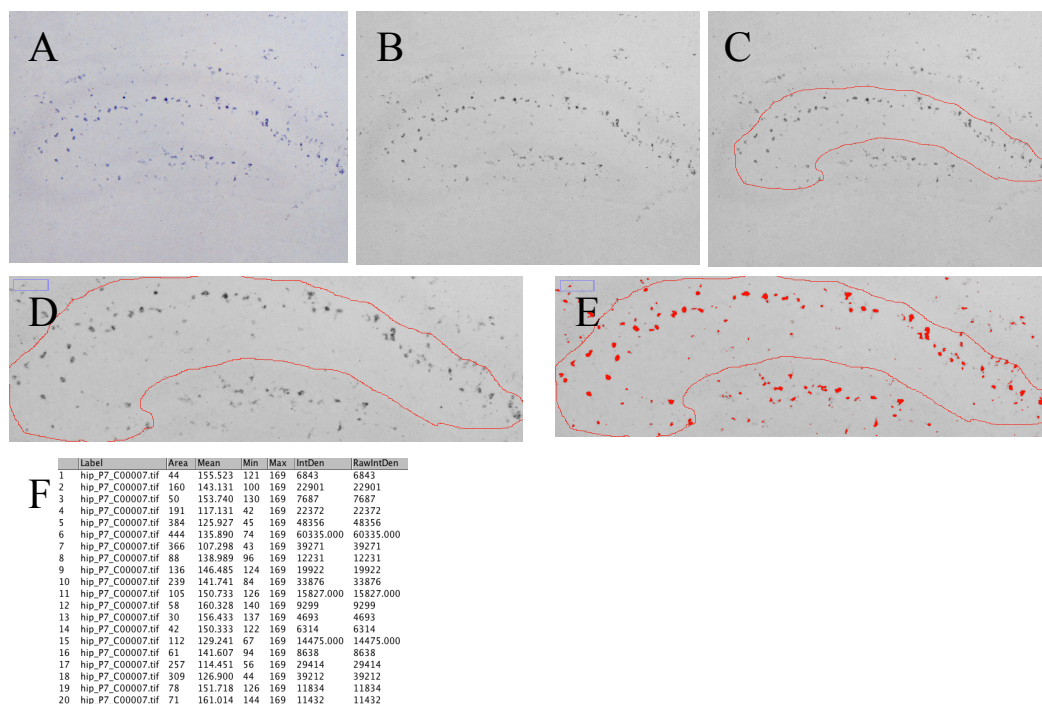 A
B
C
D
E
F
Label Area Mean Min Max IntDen RawIntDen
1 hip_P7_C00007.tif 44 155.523 121 169 6843 6843
2 hip_P7_C00007.tif 160 143.131 100 169 22901 22901
3 hip_P7_C00007.tif 50 153.740 130 169 7687 7687
4 hip_P7_C00007.tif 191 117.131 42 169 22372 22372
5 hip_P7_C00007.tif 384 125.927 45 169 48356 48356
6 hip_P7_C00007.tif 444 135.890 74 169 60335.000 60335.000
7 hip_P7_C00007.tif 366 107.298 43 169 39271 39271
8 hip_P7_C00007.tif 88 138.989 96 169 12231 12231
9 hip_P7_C00007.tif 136 146.485 124 169 19922 19922
10 hip_P7_C00007.tif 239 141.741 84 169 33876 33876
11 hip_P7_C00007.tif 105 150.733 126 169 15827.000 15827.000
12 hip_P7_C00007.tif 58 160.328 140 169 9299 9299
13 hip_P7_C00007.tif 30 156.433 137 169 4693 4693
14 hip_P7_C00007.tif 42 150.333 122 169 6314 6314
15 hip_P7_C00007.tif 112 129.241 67 169 14475.000 14475.000
16 hip_P7_C00007.tif 61 141.607 94 169 8638 8638
17 hip_P7_C00007.tif 257 114.451 56 169 29414 29414
18 hip_P7_C00007.tif 309 126.900 44 169 39212 39212
19 hip_P7_C00007.tif 78 151.718 126 169 11834 11834
20 hip_P7_C00007.tif 71 161.014 144 169 11432 11432